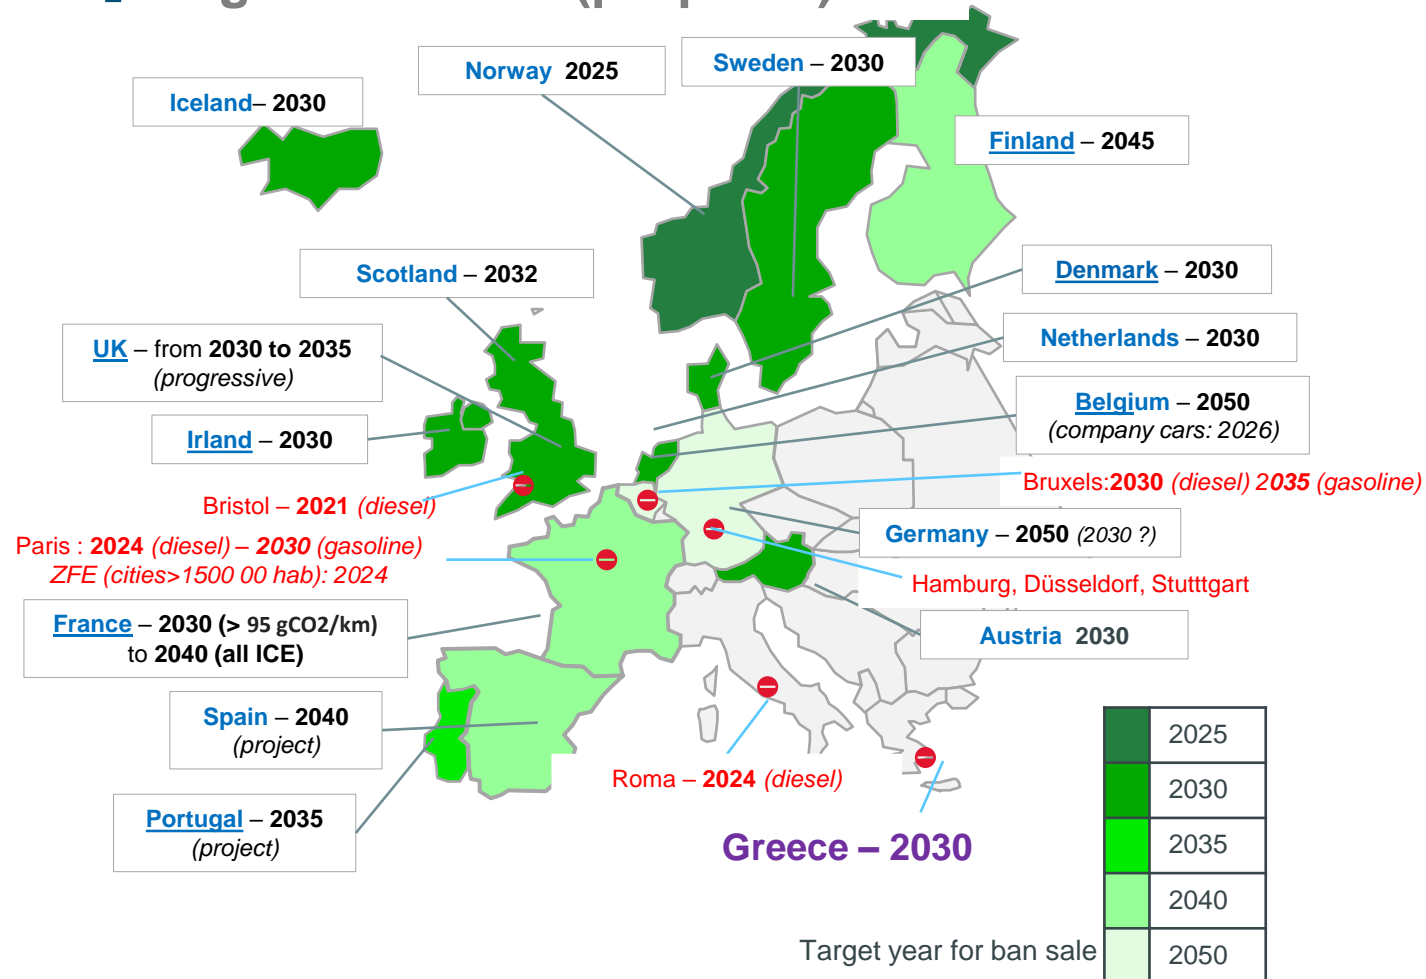 Iceland– 2030
Norway 2025
Sweden – 2030
Finland – 2045
Scotland – 2032
Denmark – 2030
UK – from 2030 to 2035
(progressive)
Netherlands – 2030
Belgium – 2050
(company cars: 2026)
Irland – 2030
Bruxels:2030 (diesel) 2035 (gasoline)
Bristol – 2021 (diesel)
Germany – 2050 (2030 ?)
Paris : 2024 (diesel) – 2030 (gasoline)
ZFE (cities>1500 00 hab): 2024
Hamburg, Düsseldorf, Stutttgart
France – 2030 (> 95 gCO2/km)
to 2040 (all ICE)
Austria 2030
Spain – 2040
(project)
Roma – 2024 (diesel)
Portugal – 2035
(project)
Greece – 2030
2025
2030
2035
2040
2050
Target year for ban sale